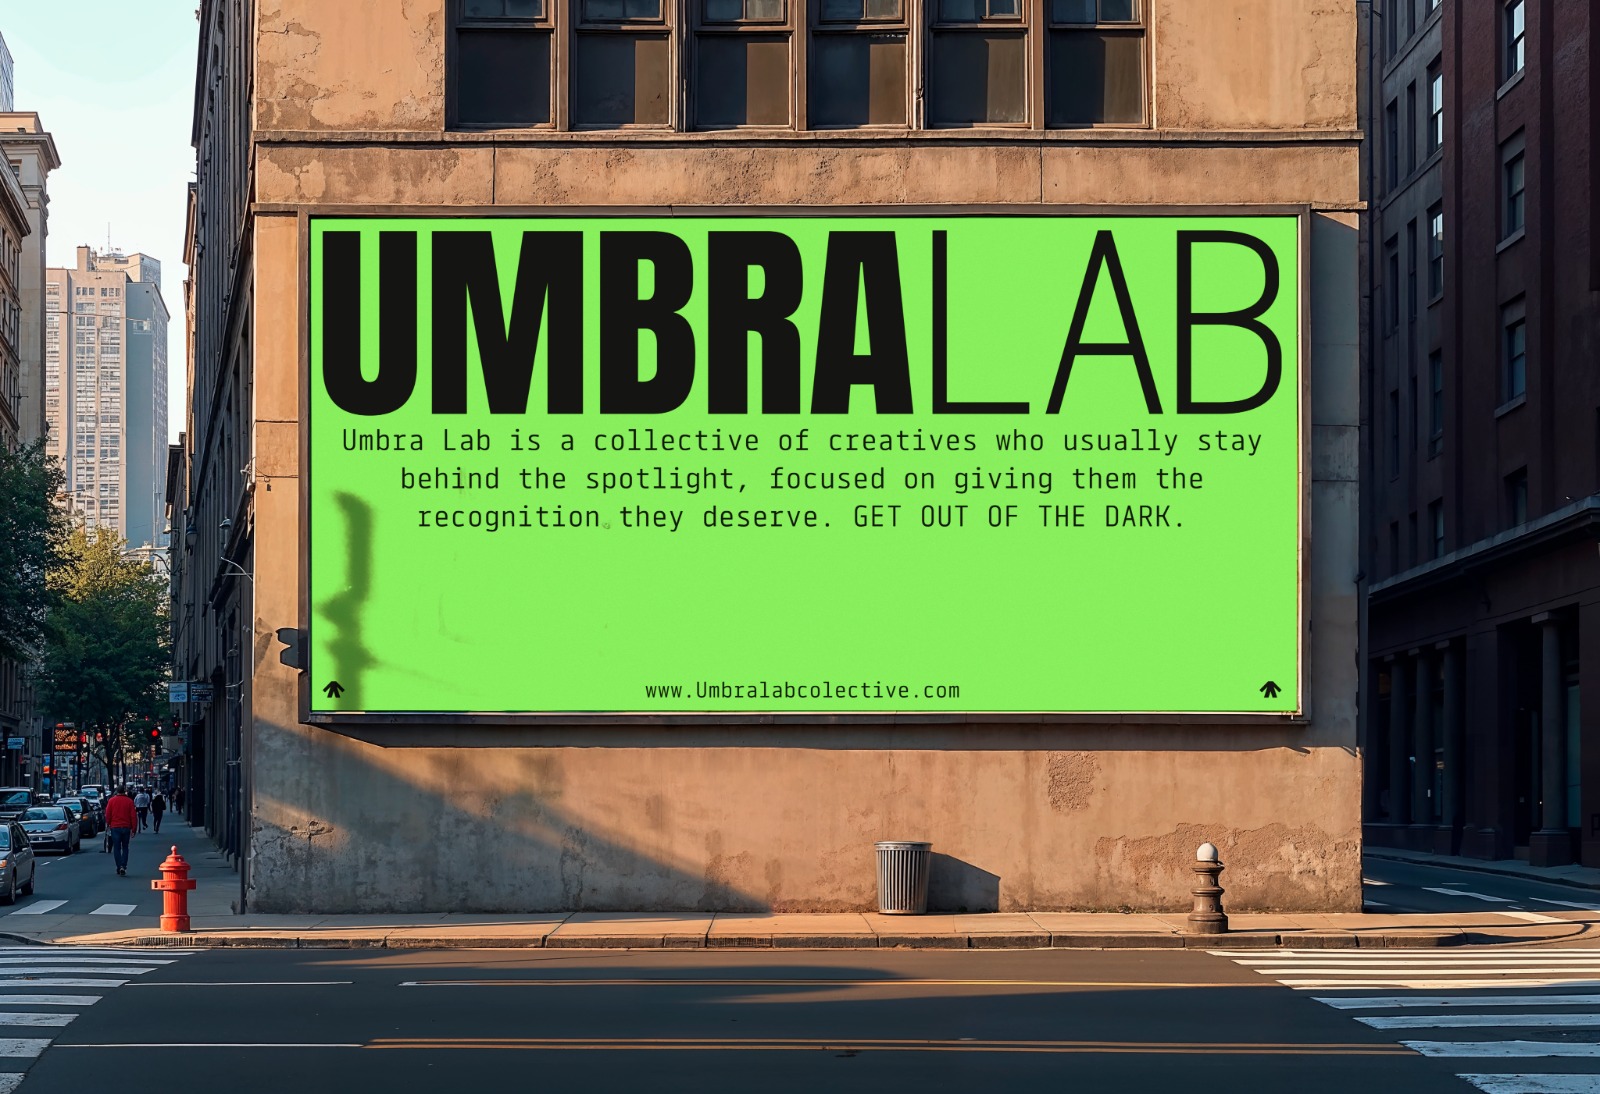 UMBRALAB
Umbra Lab is a collective of creatives who usually stay
behind the spotlight, focused on giving them the
recognition they deserve. GET OUT OF THE DARK.
www.Umbralabcolective.com